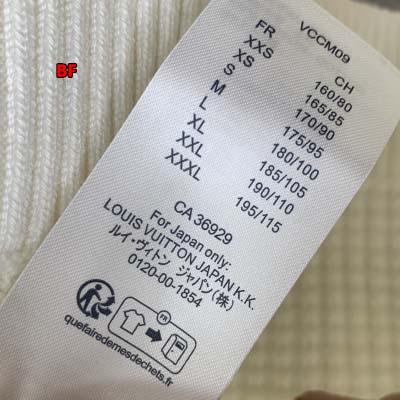 BF
VCCM09
FR CH
XXS 160/80
XS 165/85
S 170/90
M 175/95
L 180/100
XL 185/105
XXL 190/110
XXXL 195/115
CA 36929
For Japan only:
LOUIS VUITTON JAPAN K.K.
ルイ・ヴィトン ジャパン(株)
0120-00-1854
FR
quefairedemesdechets.fr